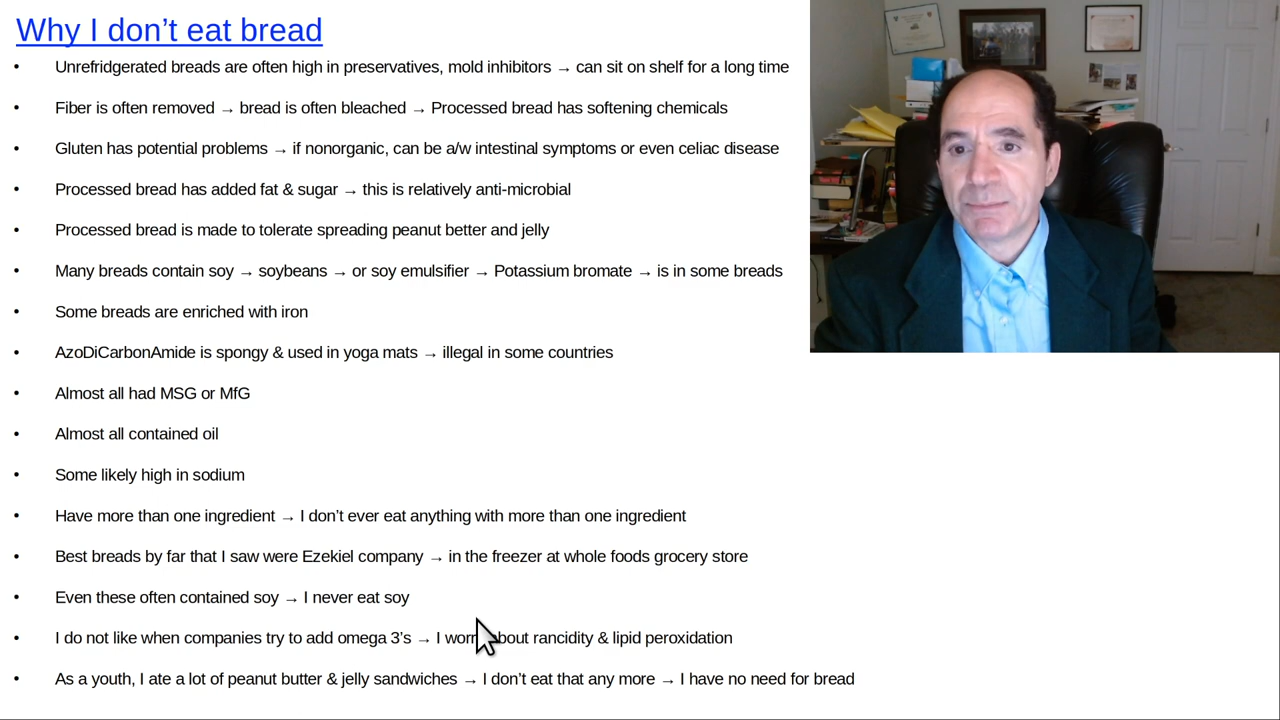 Why I don't eat bread
• Unrefridgerated breads are often high in preservatives, mold inhibitors → can sit on shelf for a long time
• Fiber is often removed → bread is often bleached → Processed bread has softening chemicals
• Gluten has potential problems → if nonorganic, can be a/w intestinal symptoms or even celiac disease
• Processed bread has added fat & sugar → this is relatively anti-microbial
• Processed bread is made to tolerate spreading peanut better and jelly
• Many breads contain soy → soybeans → or soy emulsifier → Potassium bromate → is in some breads
• Some breads are enriched with iron
• AzoDiCarbonAmide is spongy & used in yoga mats → illegal in some countries
• Almost all had MSG or MfG
• Almost all contained oil
• Some likely high in sodium
• Have more than one ingredient → I don't ever eat anything with more than one ingredient
• Best breads by far that I saw were Ezekiel company → in the freezer at whole foods grocery store
• Even these often contained soy → I never eat soy
• I do not like when companies try to add omega 3's → I worry about rancidity & lipid peroxidation
• As a youth, I ate a lot of peanut butter & jelly sandwiches → I don't eat that any more → I have no need for bread